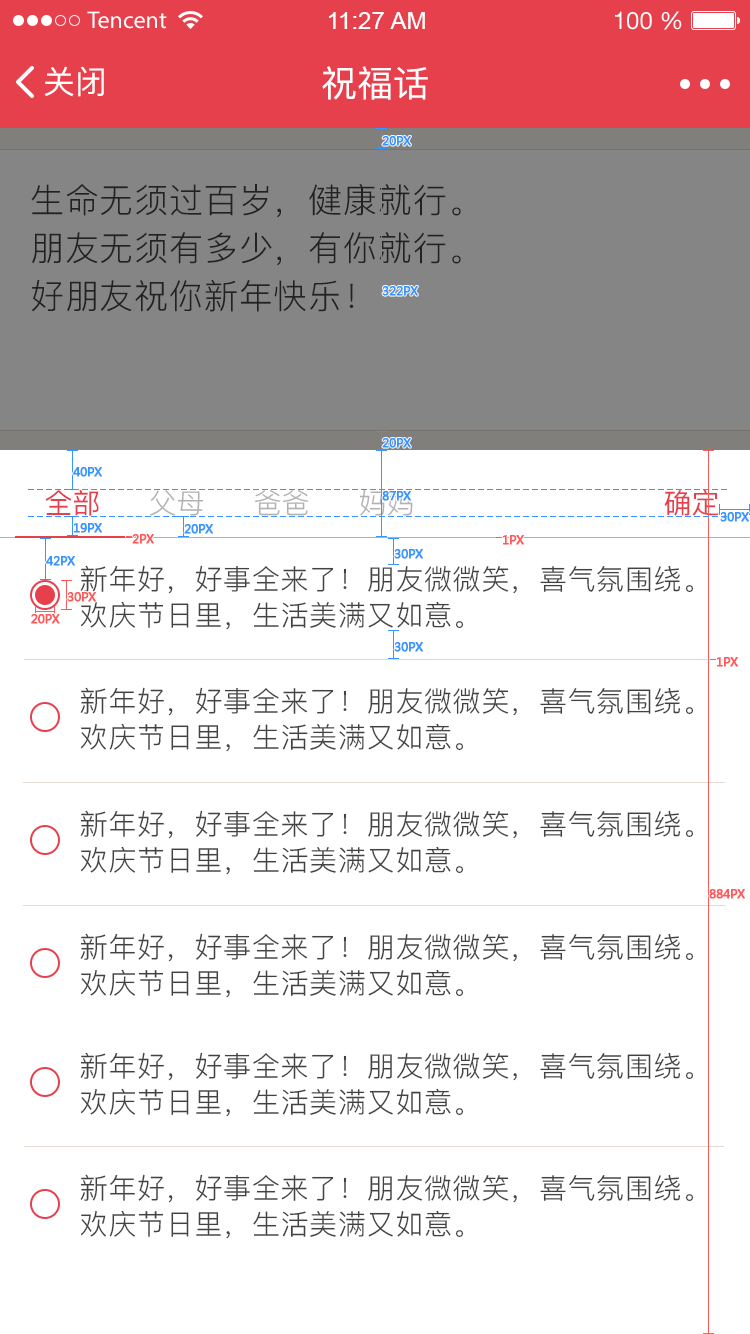 Tencent 11:27 AM 100 %
关闭 祝福话
20PX
生命无须过百岁，健康就行。
朋友无须有多少，有你就行。
好朋友祝你新年快乐！
322PX
20PX
40PX
全部 父母 爸爸 妈妈 87PX 确定
30PX
19PX 20PX
2PX 1PX
30PX
42PX
新年好，好事全来了！朋友微微笑，喜气氛围绕。
30PX
欢庆节日里，生活美满又如意。
20PX
30PX
1PX
新年好，好事全来了！朋友微微笑，喜气氛围绕。
欢庆节日里，生活美满又如意。
新年好，好事全来了！朋友微微笑，喜气氛围绕。
欢庆节日里，生活美满又如意。
884PX
新年好，好事全来了！朋友微微笑，喜气氛围绕。
欢庆节日里，生活美满又如意。
新年好，好事全来了！朋友微微笑，喜气氛围绕。
欢庆节日里，生活美满又如意。
新年好，好事全来了！朋友微微笑，喜气氛围绕。
欢庆节日里，生活美满又如意。